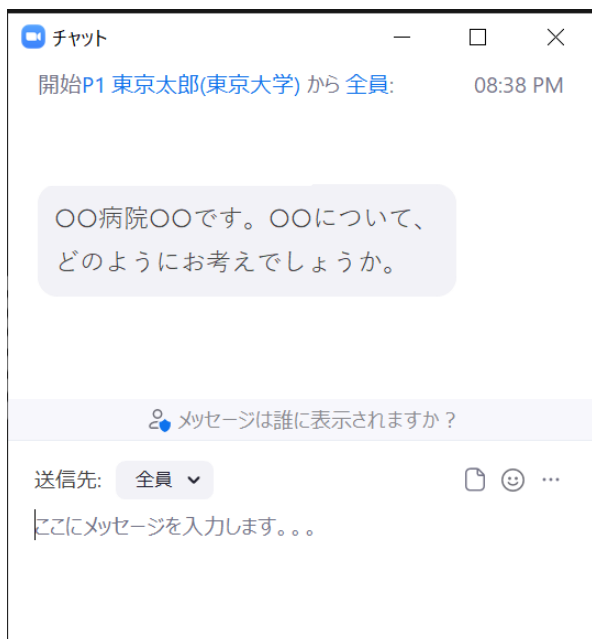 チャット
開始P1 東京太郎(東京大学) から 全員: 08:38 PM
〇〇病院〇〇です。〇〇について、
どのようにお考えでしょうか。
メッセージは誰に表示されますか？
送信先: 全員
ここにメッセージを入力します。。。